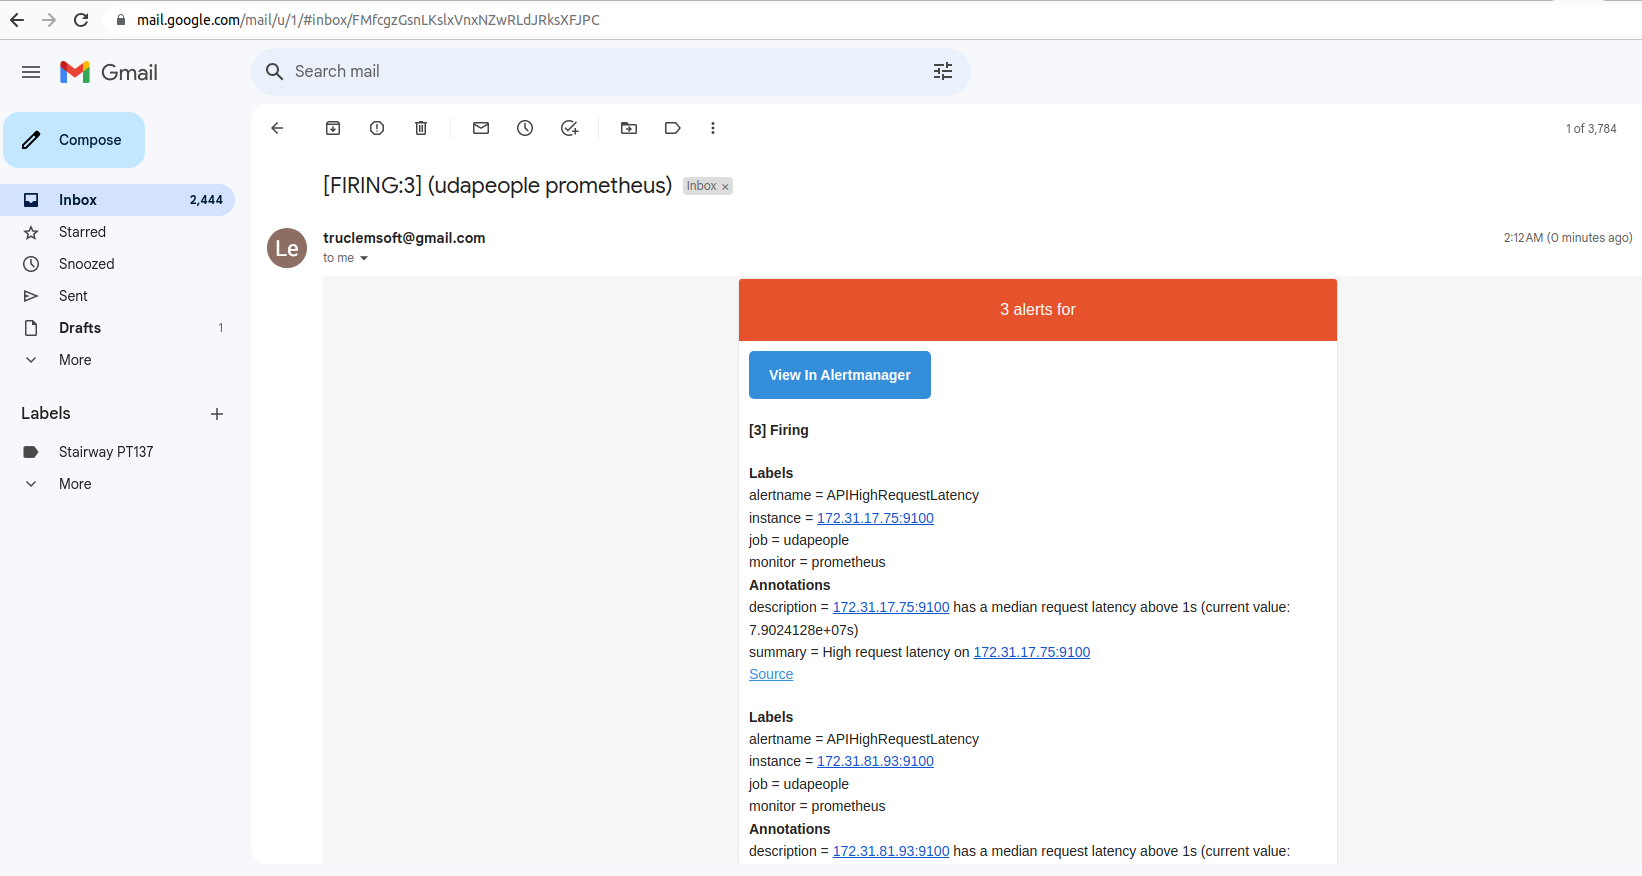 mail.google.com/mail/u/1/#inbox/FMfcgzGsnLKslxVnxNZwRLdJRksXFJPC
Gmail
Search mail
Compose
1 of 3,784
[FIRING:3] (udapeople prometheus) Inbox ×
Inbox 2,444
Starred
Snoozed
Sent
Drafts 1
More
Labels +
Stairway PT137
More
Le
truclemsoft@gmail.com
2:12 AM (0 minutes ago)
to me
3 alerts for
View In Alertmanager
[3] Firing
Labels
alertname = APIHighRequestLatency
instance = 172.31.17.75:9100
job = udapeople
monitor = prometheus
Annotations
description = 172.31.17.75:9100 has a median request latency above 1s (current value:
7.9024128e+07s)
summary = High request latency on 172.31.17.75:9100
Source
Labels
alertname = APIHighRequestLatency
instance = 172.31.81.93:9100
job = udapeople
monitor = prometheus
Annotations
description = 172.31.81.93:9100 has a median request latency above 1s (current value: